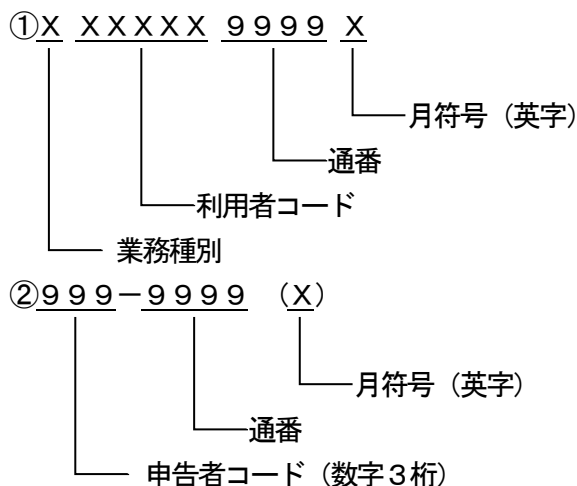 ①X XXXXX 9999 X
月符号(英字)
通番
利用者コード
業務種別
②999-9999 (X)
月符号(英字)
通番
申告者コード(数字3桁)